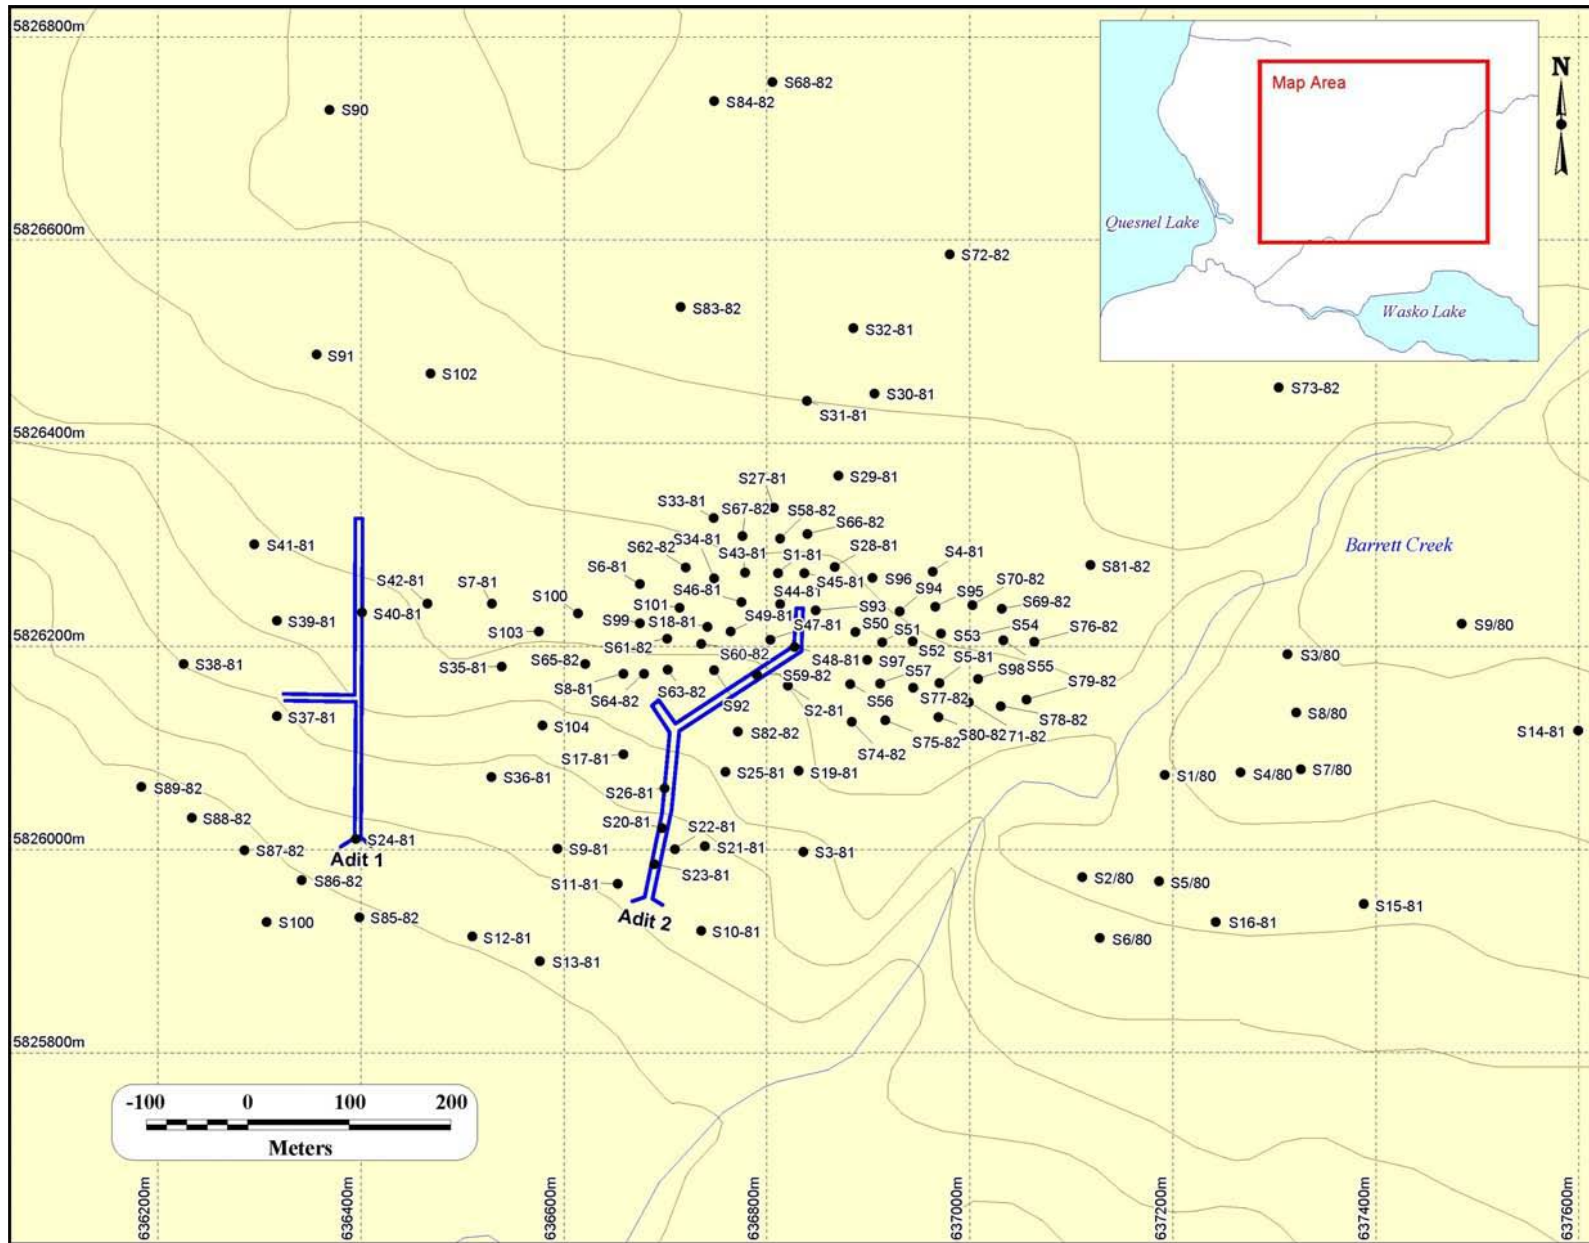 5826800m
S68-82
S84-82
S90
Map Area
N
Quesnel Lake
Wasko Lake
5826600m
S72-82
S83-82
S32-81
S91
S102
S73-82
S30-81
S31-81
5826400m
S29-81
S27-81
S33-81
S67-82
S58-82
S66-82
S34-81
S41-81
S62-82
S43-81
S1-81
S28-81
S4-81
Barrett Creek
S6-81
S81-82
S42-81
S7-81
S46-81
S44-81
S45-81
S96
S94
S95
S70-82
S100
S101
S49-81
S93
S69-82
S40-81
S39-81
S99
S18-81
S47-81
S50
S51
S53
S54
S76-82
S9/80
5826200m
S103
S61-82
S60-82
S48-81
S97
S52
S55
S3/80
S38-81
S35-81
S65-82
S57
S5-81
S98
S8-81
S63-82
S59-82
S79-82
S64-82
S92
S2-81
S56
S77-82
S78-82
S8/80
S37-81
S104
S82-82
S74-82
S75-82
S80-82
71-82
S14-81
S17-81
S25-81
S19-81
S1/80
S4/80
S7/80
S36-81
S89-82
S26-81
S88-82
S20-81
S22-81
5826000m
S24-81
S87-82
Adit 1
S9-81
S21-81
S3-81
S23-81
S86-82
S11-81
S2/80
S5/80
S100
S85-82
Adit 2
S15-81
S12-81
S10-81
S16-81
S6/80
S13-81
5825800m
-100 0 100 200
Meters
636200m
636400m
636600m
636800m
637000m
637200m
637400m
637600m